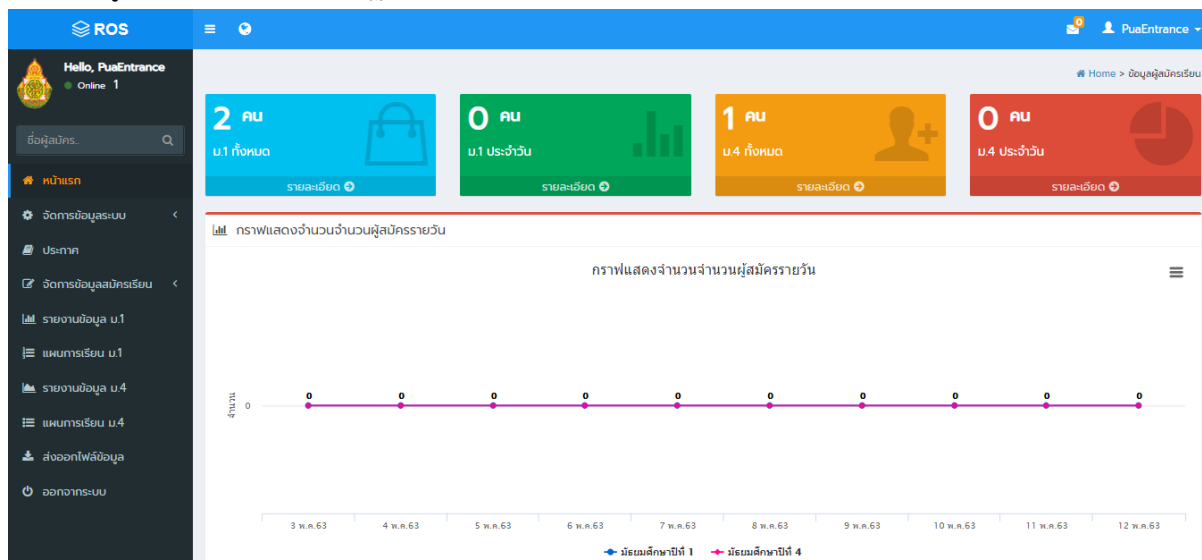 ROS
0
PuaEntrance
Hello, PuaEntrance
Online 1
ชื่อผู้สมัคร..
หน้าแรก
จัดการข้อมูลระบบ
ประกาศ
จัดการข้อมูลสมัครเรียน
รายงานข้อมูล ม.1
แผนการเรียน ม.1
รายงานข้อมูล ม.4
แผนการเรียน ม.4
ส่งออกไฟล์ข้อมูล
ออกจากระบบ
Home > ข้อมูลผู้สมัครเรียน
2 คน
ม.1 ทั้งหมด
รายละเอียด
0 คน
ม.1 ประจำวัน
รายละเอียด
1 คน
ม.4 ทั้งหมด
รายละเอียด
0 คน
ม.4 ประจำวัน
รายละเอียด
กราฟแสดงจำนวนจำนวนผู้สมัครรายวัน
กราฟแสดงจำนวนจำนวนผู้สมัครรายวัน
จำนวน
0
0 0 0 0 0 0 0 0 0 0
3 พ.ค.63 4 พ.ค.63 5 พ.ค.63 6 พ.ค.63 7 พ.ค.63 8 พ.ค.63 9 พ.ค.63 10 พ.ค.63 11 พ.ค.63 12 พ.ค.63
มัธยมศึกษาปีที่ 1 มัธยมศึกษาปีที่ 4